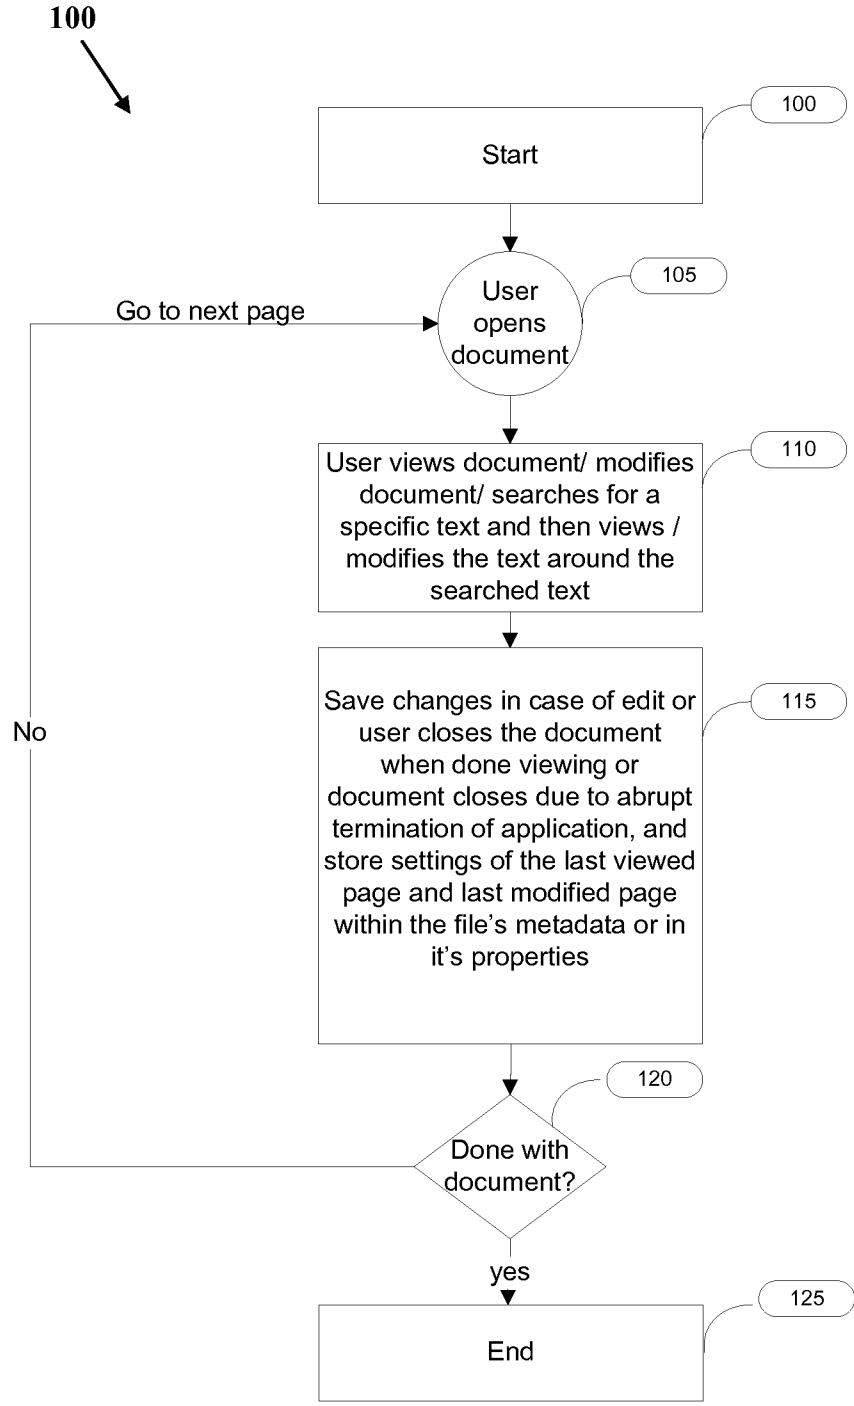 100
100
Start
105
User
opens
document
Go to next page
110
User views document/ modifies
document/ searches for a
specific text and then views /
modifies the text around the
searched text
115
Save changes in case of edit or
user closes the document
when done viewing or
document closes due to abrupt
termination of application, and
store settings of the last viewed
page and last modified page
within the file's metadata or in
it's properties
No
120
Done with
document?
yes
125
End